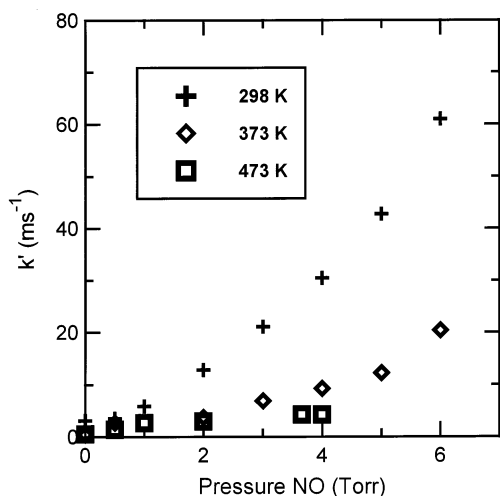 80
60
40
20
0
k' (ms⁻¹)
298 K
373 K
473 K
0 2 4 6
Pressure NO (Torr)